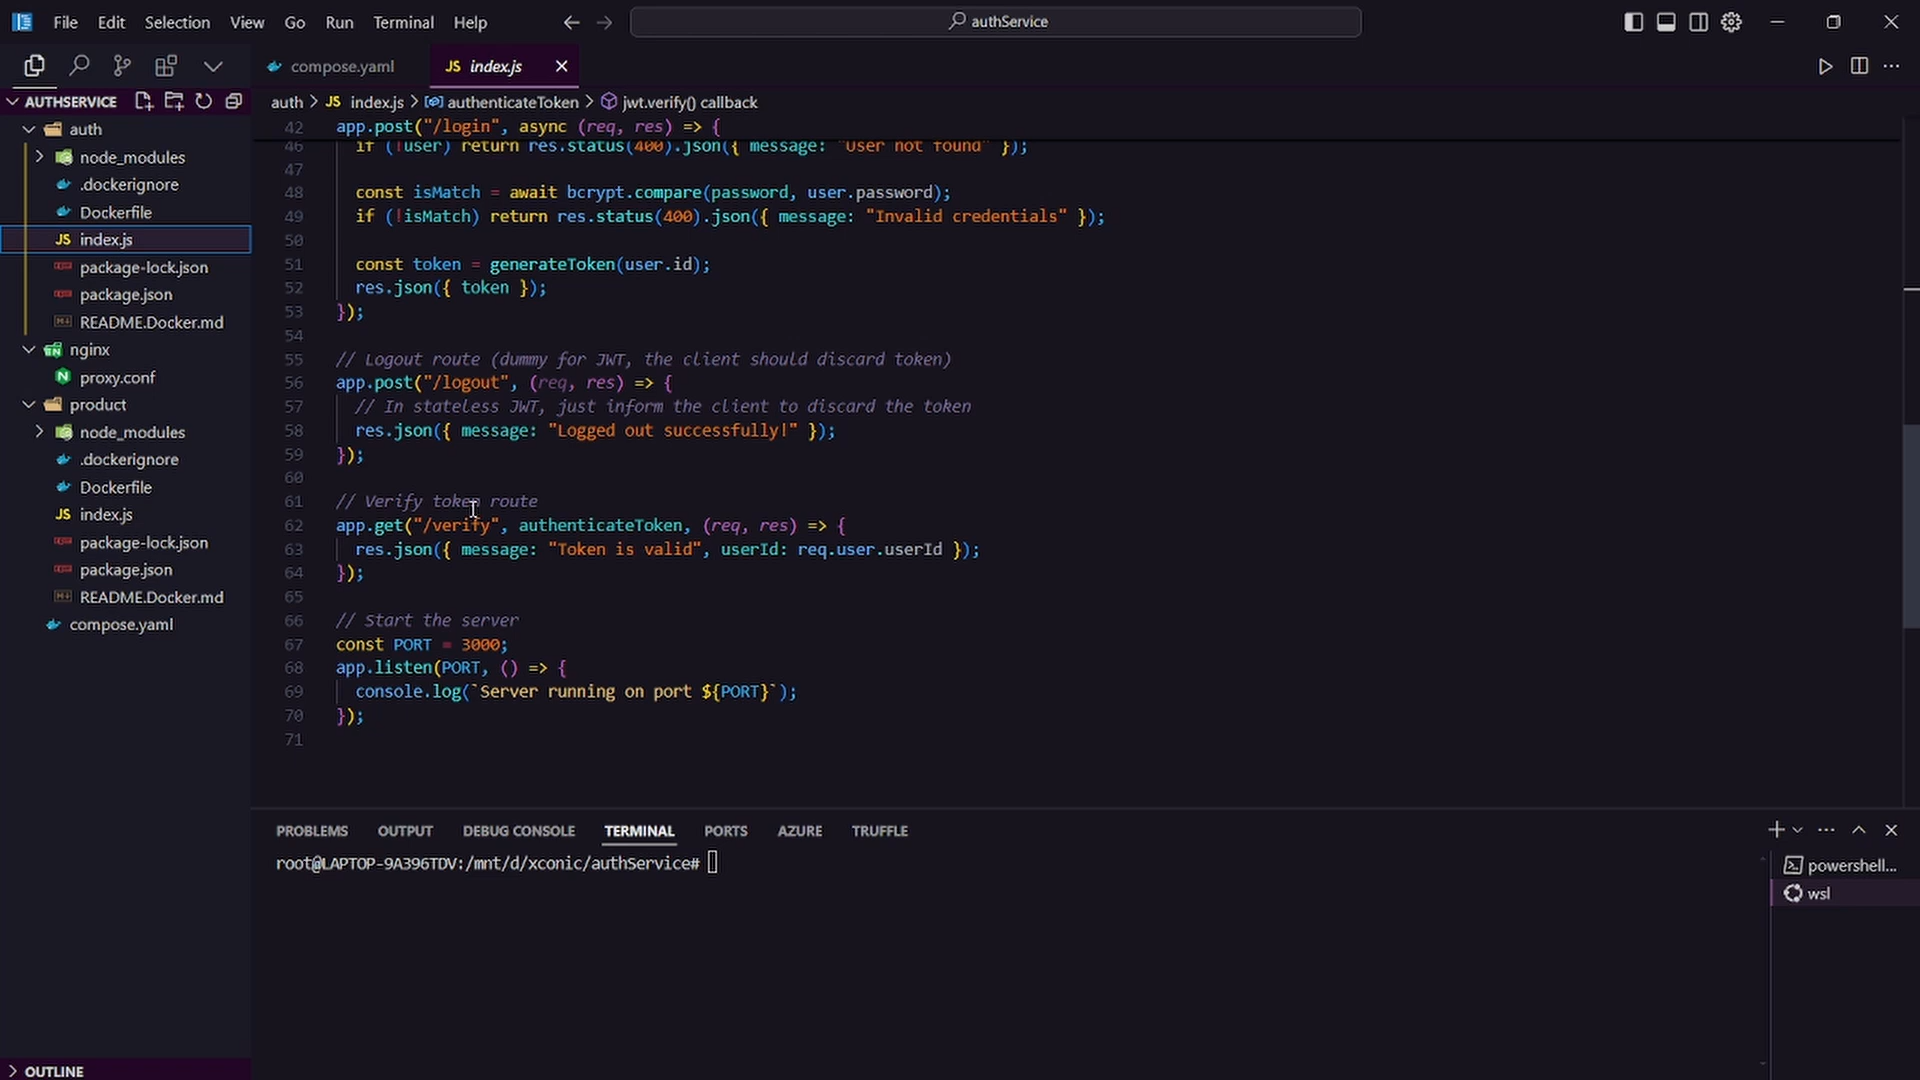 File Edit Selection View Go Run Terminal Help
authService
compose.yaml
JS index.js
AUTHSERVICE
auth > JS index.js > authenticateToken > jwt.verify() callback
auth
node_modules
.dockerignore
Dockerfile
JS index.js
package-lock.json
package.json
README.Docker.md
nginx
proxy.conf
product
node_modules
.dockerignore
Dockerfile
JS index.js
package-lock.json
package.json
README.Docker.md
compose.yaml
OUTLINE
42 app.post("/login", async (req, res) => {
46 if (!user) return res.status(400).json({ message: "User not found" });
47
48 const isMatch = await bcrypt.compare(password, user.password);
49 if (!isMatch) return res.status(400).json({ message: "Invalid credentials" });
50
51 const token = generateToken(user.id);
52 res.json({ token });
53 });
54
55 // Logout route (dummy for JWT, the client should discard token)
56 app.post("/logout", (req, res) => {
57 // In stateless JWT, just inform the client to discard the token
58 res.json({ message: "Logged out successfully!" });
59 });
60
61 // Verify token route
62 app.get("/verify", authenticateToken, (req, res) => {
63 res.json({ message: "Token is valid", userId: req.user.userId });
64 });
65
66 // Start the server
67 const PORT = 3000;
68 app.listen(PORT, () => {
69 console.log(`Server running on port ${PORT}`);
70 });
71
PROBLEMS OUTPUT DEBUG CONSOLE TERMINAL PORTS AZURE TRUFFLE
root@LAPTOP-9A396TDV:/mnt/d/xconic/authService#
powershell...
wsl